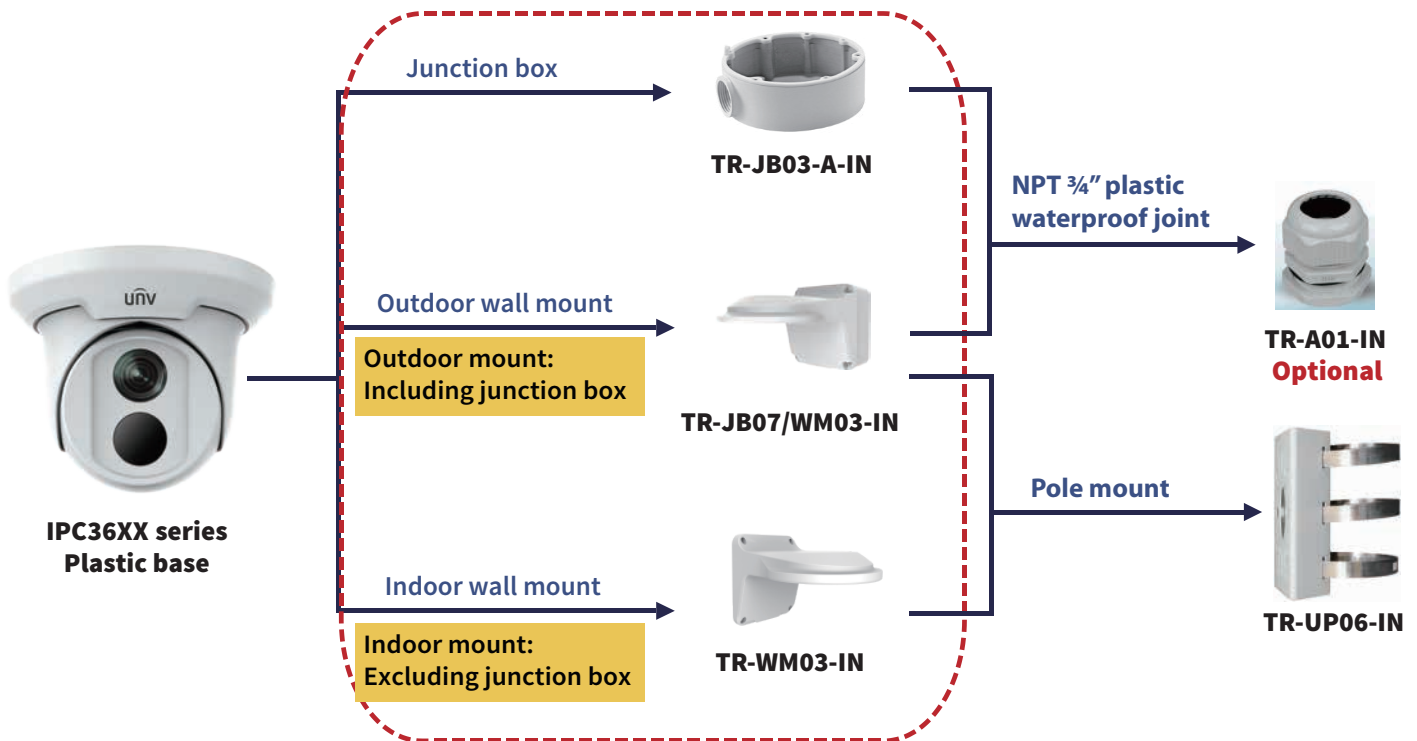 Junction box
TR-JB03-A-IN
NPT ¾″ plastic
waterproof joint
TR-A01-IN
Optional
unv
IPC36XX series
Plastic base
Outdoor wall mount
Outdoor mount:
Including junction box
TR-JB07/WM03-IN
Pole mount
TR-UP06-IN
Indoor wall mount
Indoor mount:
Excluding junction box
TR-WM03-IN